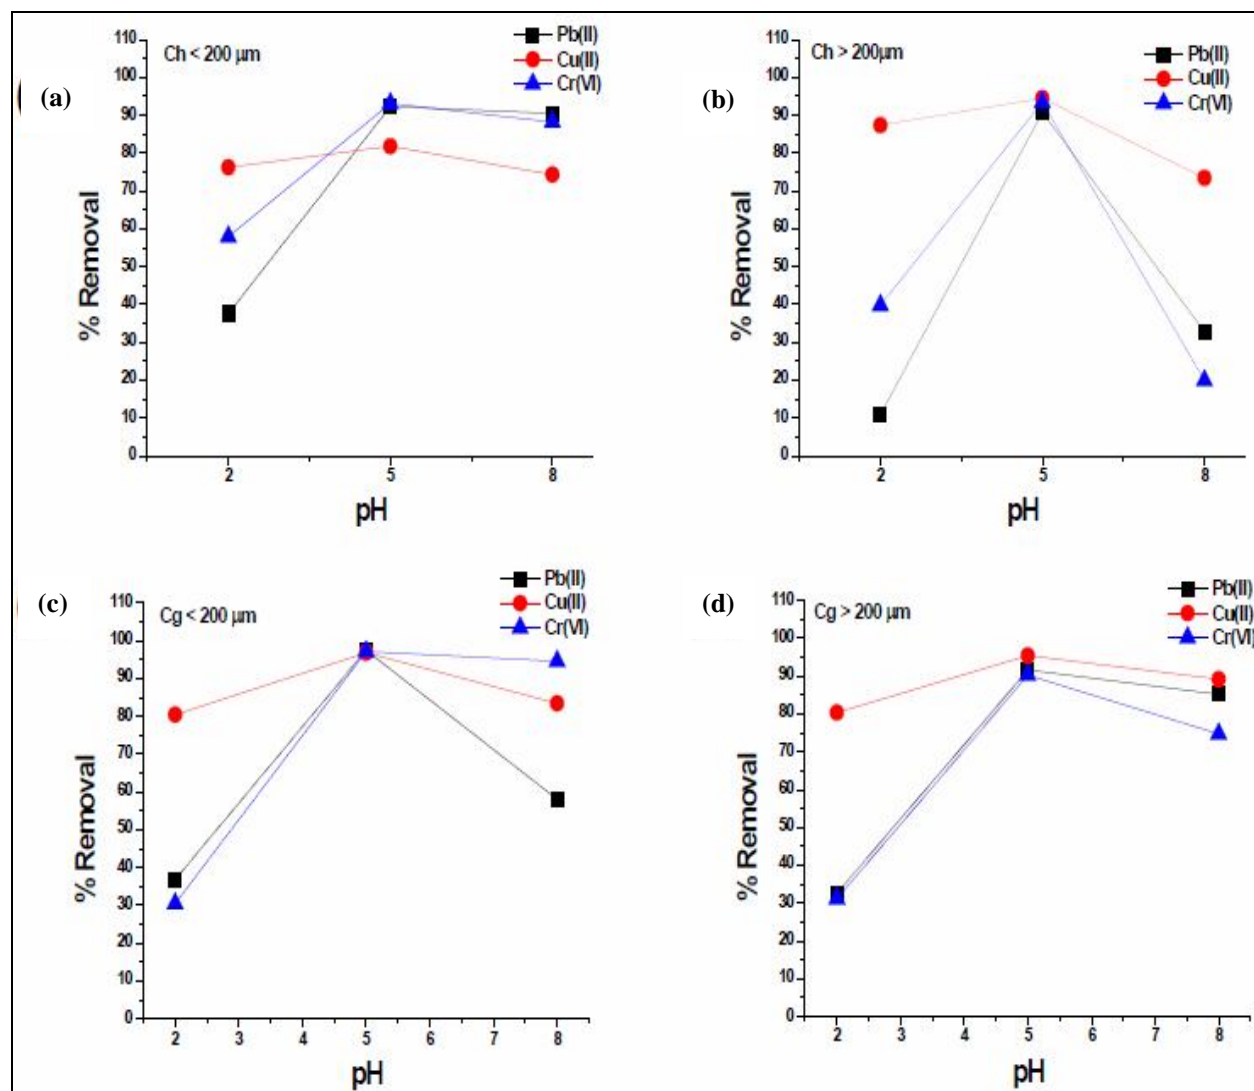 (a)
Ch < 200 µm
Pb(II)
Cu(II)
Cr(VI)
110
100
90
80
70
60
50
40
30
20
10
0
% Removal
2
5
8
pH
(b)
Ch > 200µm
Pb(II)
Cu(II)
Cr(VI)
110
100
90
80
70
60
50
40
30
20
10
0
% Removal
2
5
8
pH
(c)
Cg < 200 µm
Pb(II)
Cu(II)
Cr(VI)
110
100
90
80
70
60
50
40
30
20
10
0
% Removal
2 3 4 5 6 7 8
pH
(d)
Cg > 200 µm
Pb(II)
Cu(II)
Cr(VI)
110
100
90
80
70
60
50
40
30
20
10
0
% Removal
2 3 4 5 6 7 8
pH